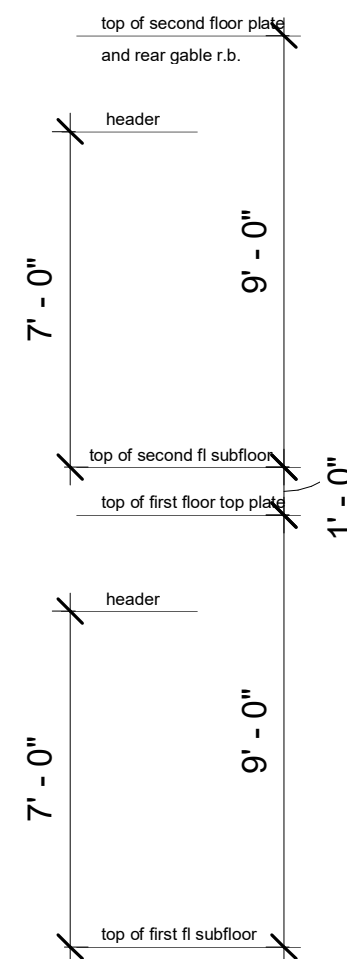 top of second floor plate
and rear gable r.b.
header
7' - 0"
9' - 0"
top of second fl subfloor
1' - 0"
top of first floor top plate
header
7' - 0"
9' - 0"
top of first fl subfloor